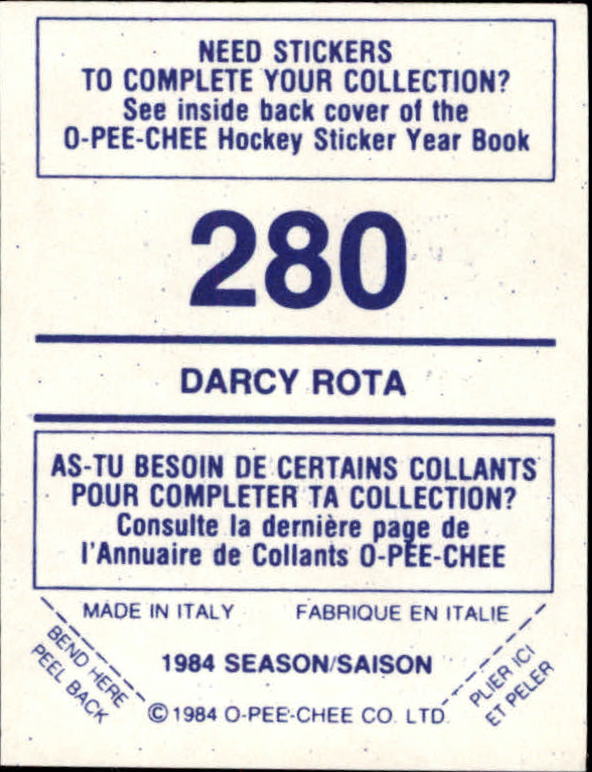 NEED STICKERS
TO COMPLETE YOUR COLLECTION?
See inside back cover of the
O-PEE-CHEE Hockey Sticker Year Book
280
DARCY ROTA
AS-TU BESOIN DE CERTAINS COLLANTS
POUR COMPLETER TA COLLECTION?
Consulte la dernière page de
l'Annuaire de Collants O-PEE-CHEE
MADE IN ITALY FABRIQUE EN ITALIE
BEND HERE
PEEL BACK
1984 SEASON/SAISON
© 1984 O-PEE-CHEE CO. LTD.
PLIER ICI
ET PELER